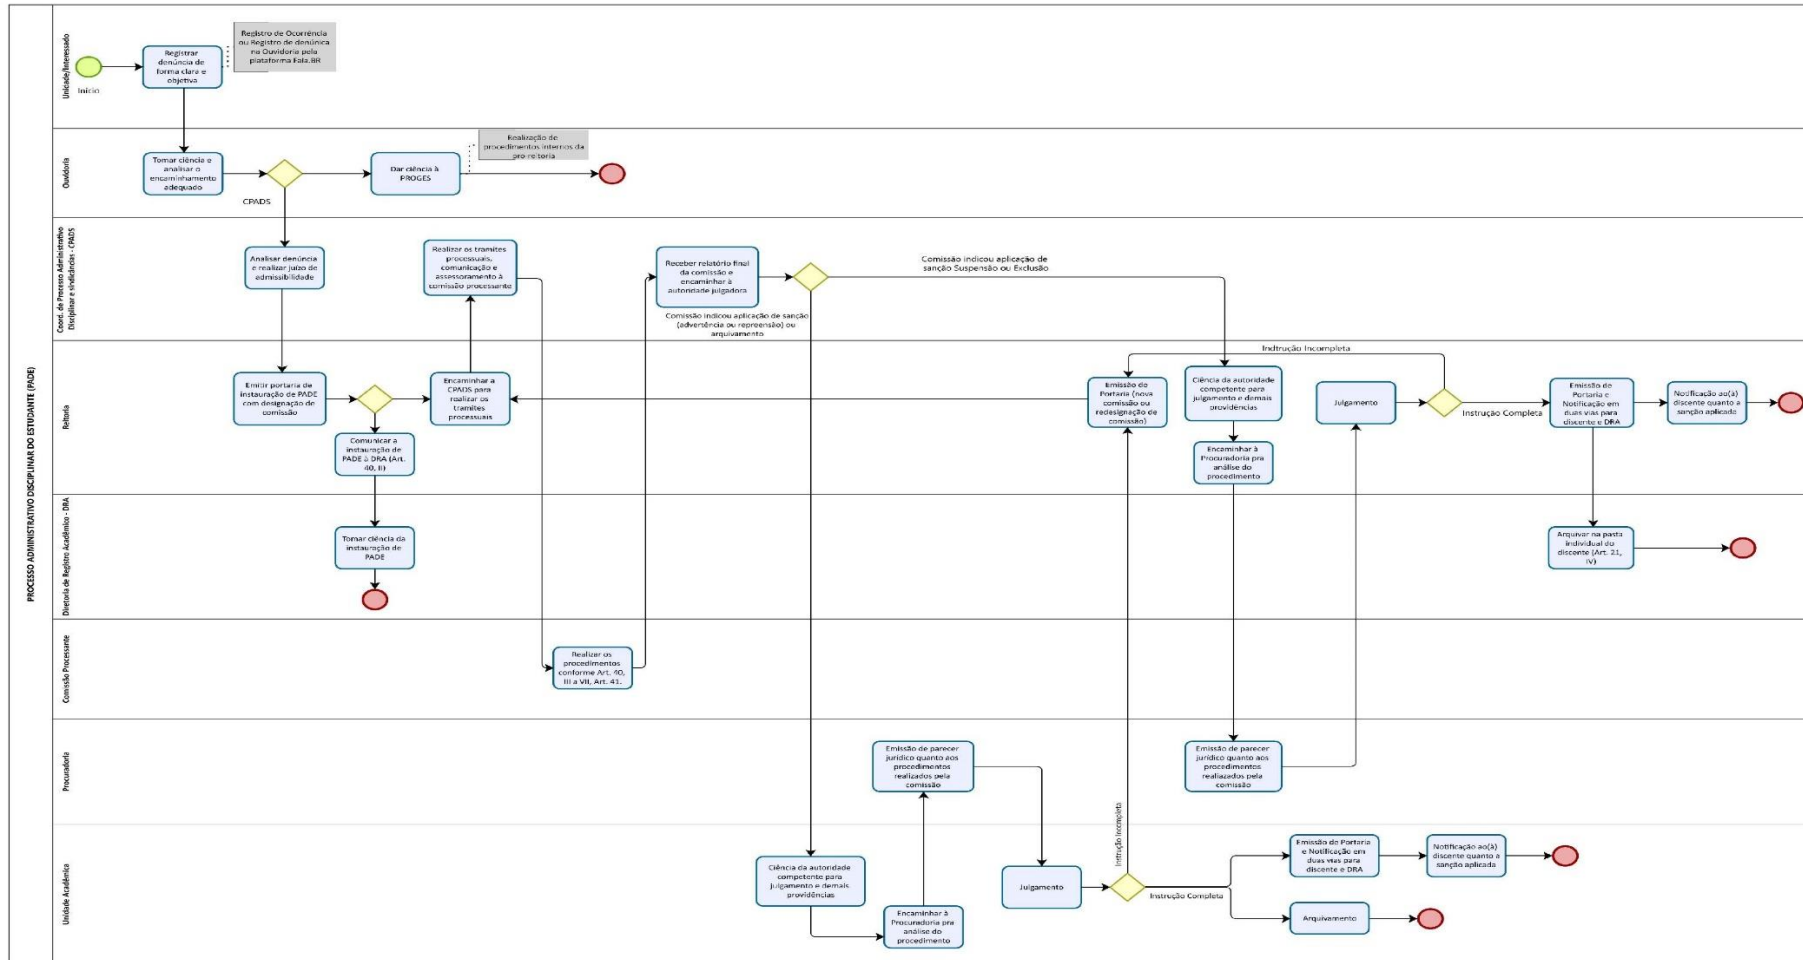 PROCESSO ADMINISTRATIVO DISCIPLINAR DO ESTUDANTE (PADE)
Unidade/Interessado
Início
Registrar
denúncia de
forma clara e
objetiva
Registro de Ocorrência
ou Registro de denúnica
na Ouvidoria pela
plataforma Fala.BR
Ouvidoria
Tomar ciência e
analisar o
encaminhamento
adequado
CPADS
Dar ciência à
PROGES
Realização de
procedimentos internos da
pro-reitoria
Coord. de Processo Administrativo
Disciplinar e sindicâncias - CPADS
Analisar denúncia
e realizar juízo de
admissibilidade
Realizar os tramites
processuais,
comunicação e
assessoramento à
comissão processante
Receber relatório final
da comissão e
encaminhar à
autoridade julgadora
Comissão indicou aplicação de
sanção Suspensão ou Exclusão
Comissão indicou aplicação de sanção
(advertência ou repreensão) ou
arquivamento
Reitoria
Emitir portaria de
instauração de PADE
com designação de
comissão
Encaminhar a
CPADS para
realizar os
tramites
processuais
Comunicar a
instauração de
PADE à DRA (Art.
40, II)
Emissão de
Portaria (nova
comissão ou
redesignação de
comissão)
Ciência da autoridade
competente para
julgamento e demais
providências
Encaminhar à
Procuradoria pra
análise do
procedimento
Indtrução Incompleta
Julgamento
Instrução Completa
Emissão de
Portaria e
Notificação em
duas vias para
discente e DRA
Notificação ao(à)
discente quanto a
sanção aplicada
Diretoria de Registro Acadêmico - DRA
Tomar ciência da
instauração de
PADE
Arquivar na pasta
individual do
discente (Art. 21,
IV)
Comissão Processante
Realizar os
procedimentos
conforme Art. 40,
III a VII, Art. 41.
Procuradoria
Emissão de parecer
jurídico quanto aos
procedimentos
realizados pela
comissão
Emissão de parecer
jurídico quanto aos
procedimentos
realiazados pela
comissão
Unidade Acadêmica
Ciência da autoridade
competente para
julgamento e demais
providências
Encaminhar à
Procuradoria pra
análise do
procedimento
Julgamento
Instrução Incompleta
Instrução Completa
Emissão de Portaria
e Notificação em
duas vias para
discente e DRA
Notificação ao(à)
discente quanto a
sanção aplicada
Arquivamento